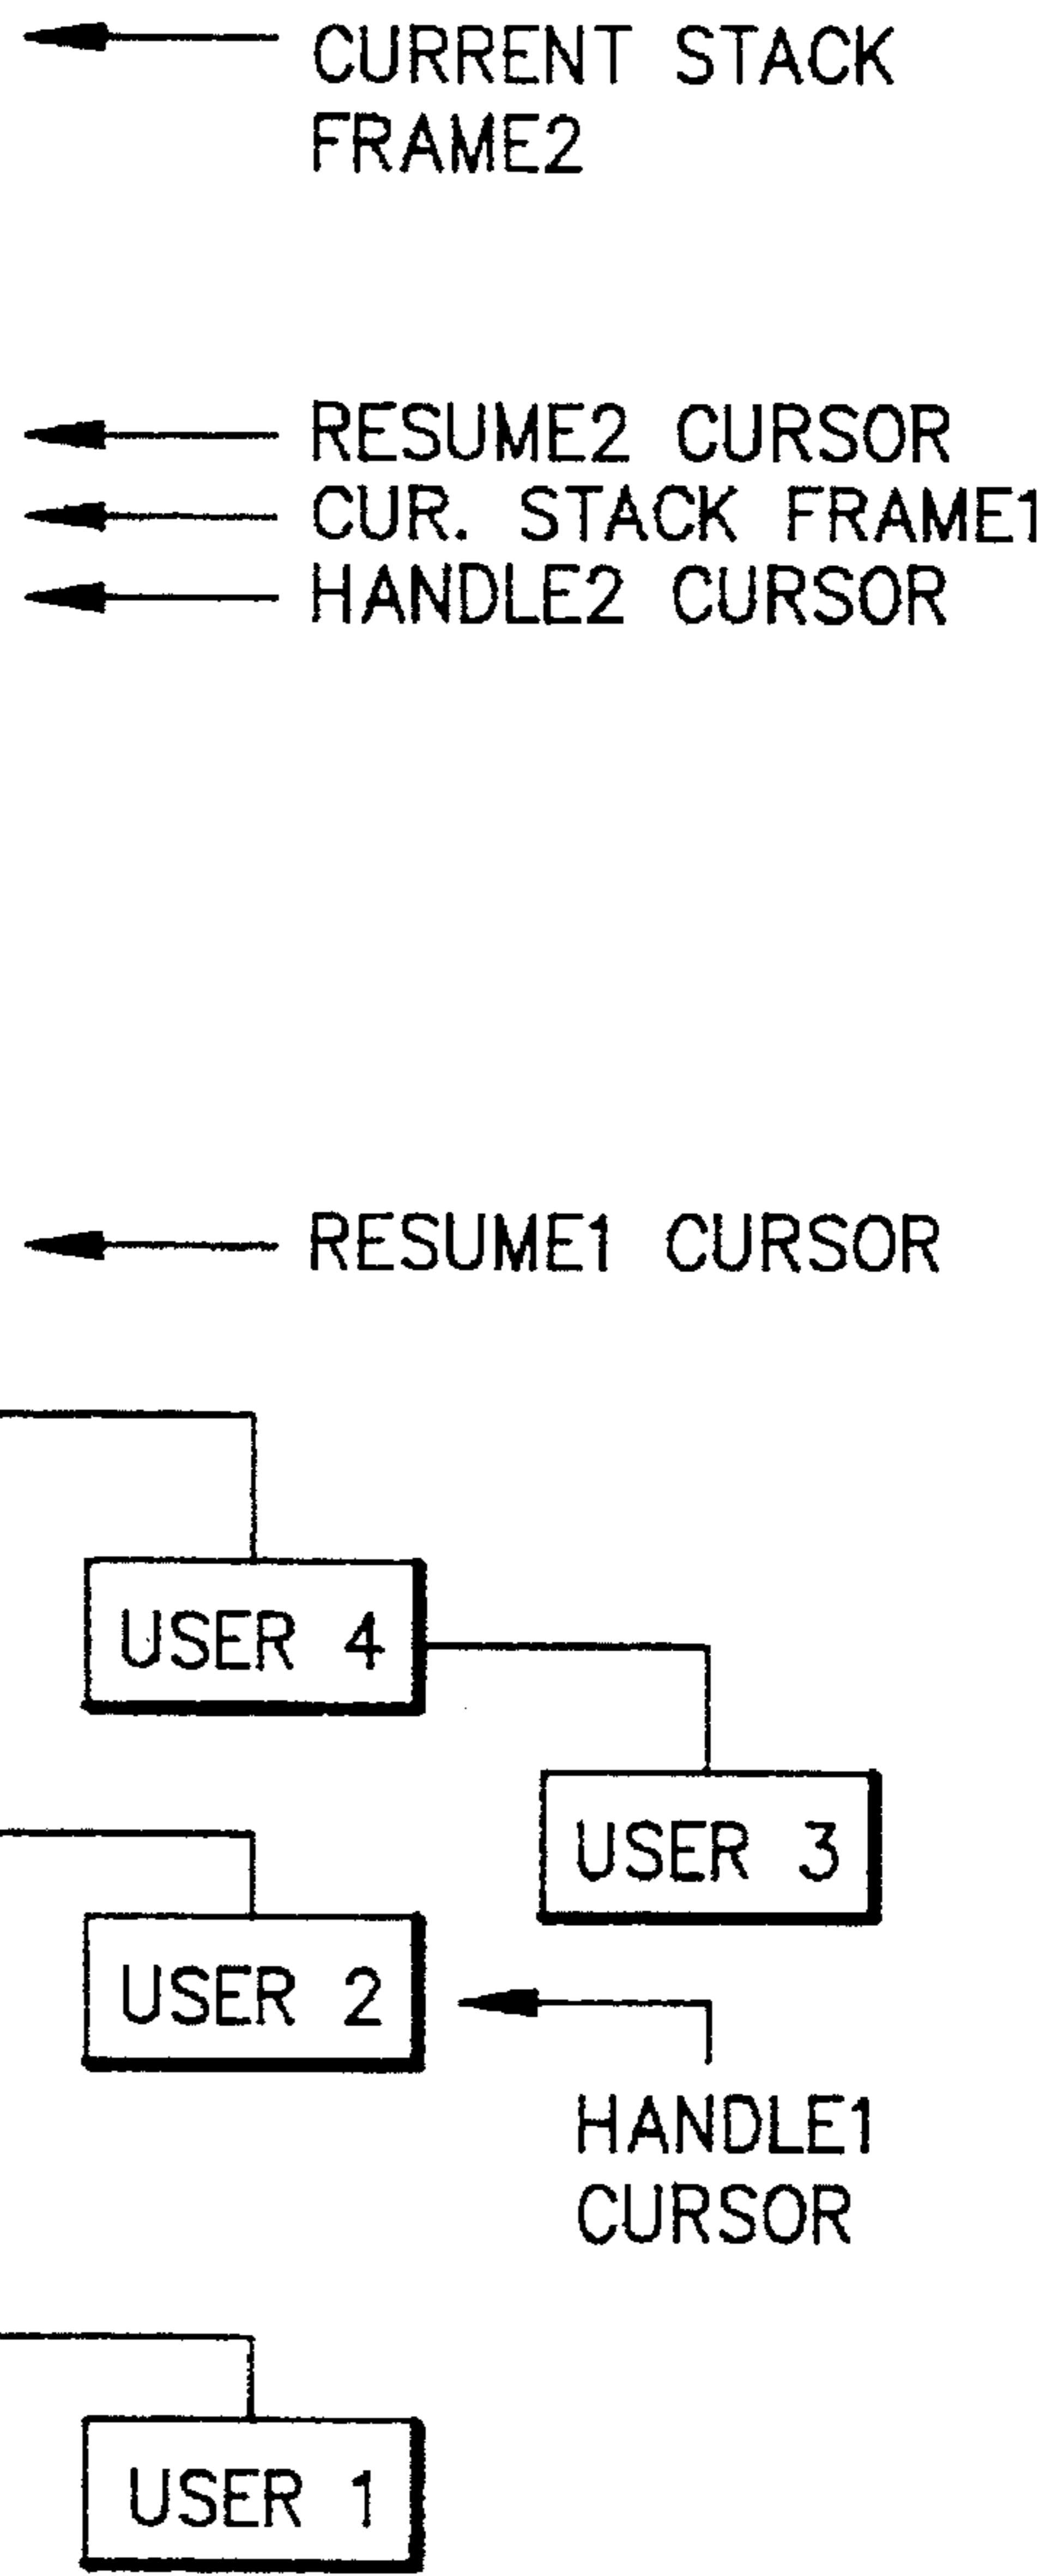 CURRENT STACK
FRAME2
RESUME2 CURSOR
CUR. STACK FRAME1
HANDLE2 CURSOR
RESUME1 CURSOR
USER 4
USER 3
USER 2
HANDLE1
CURSOR
USER 1